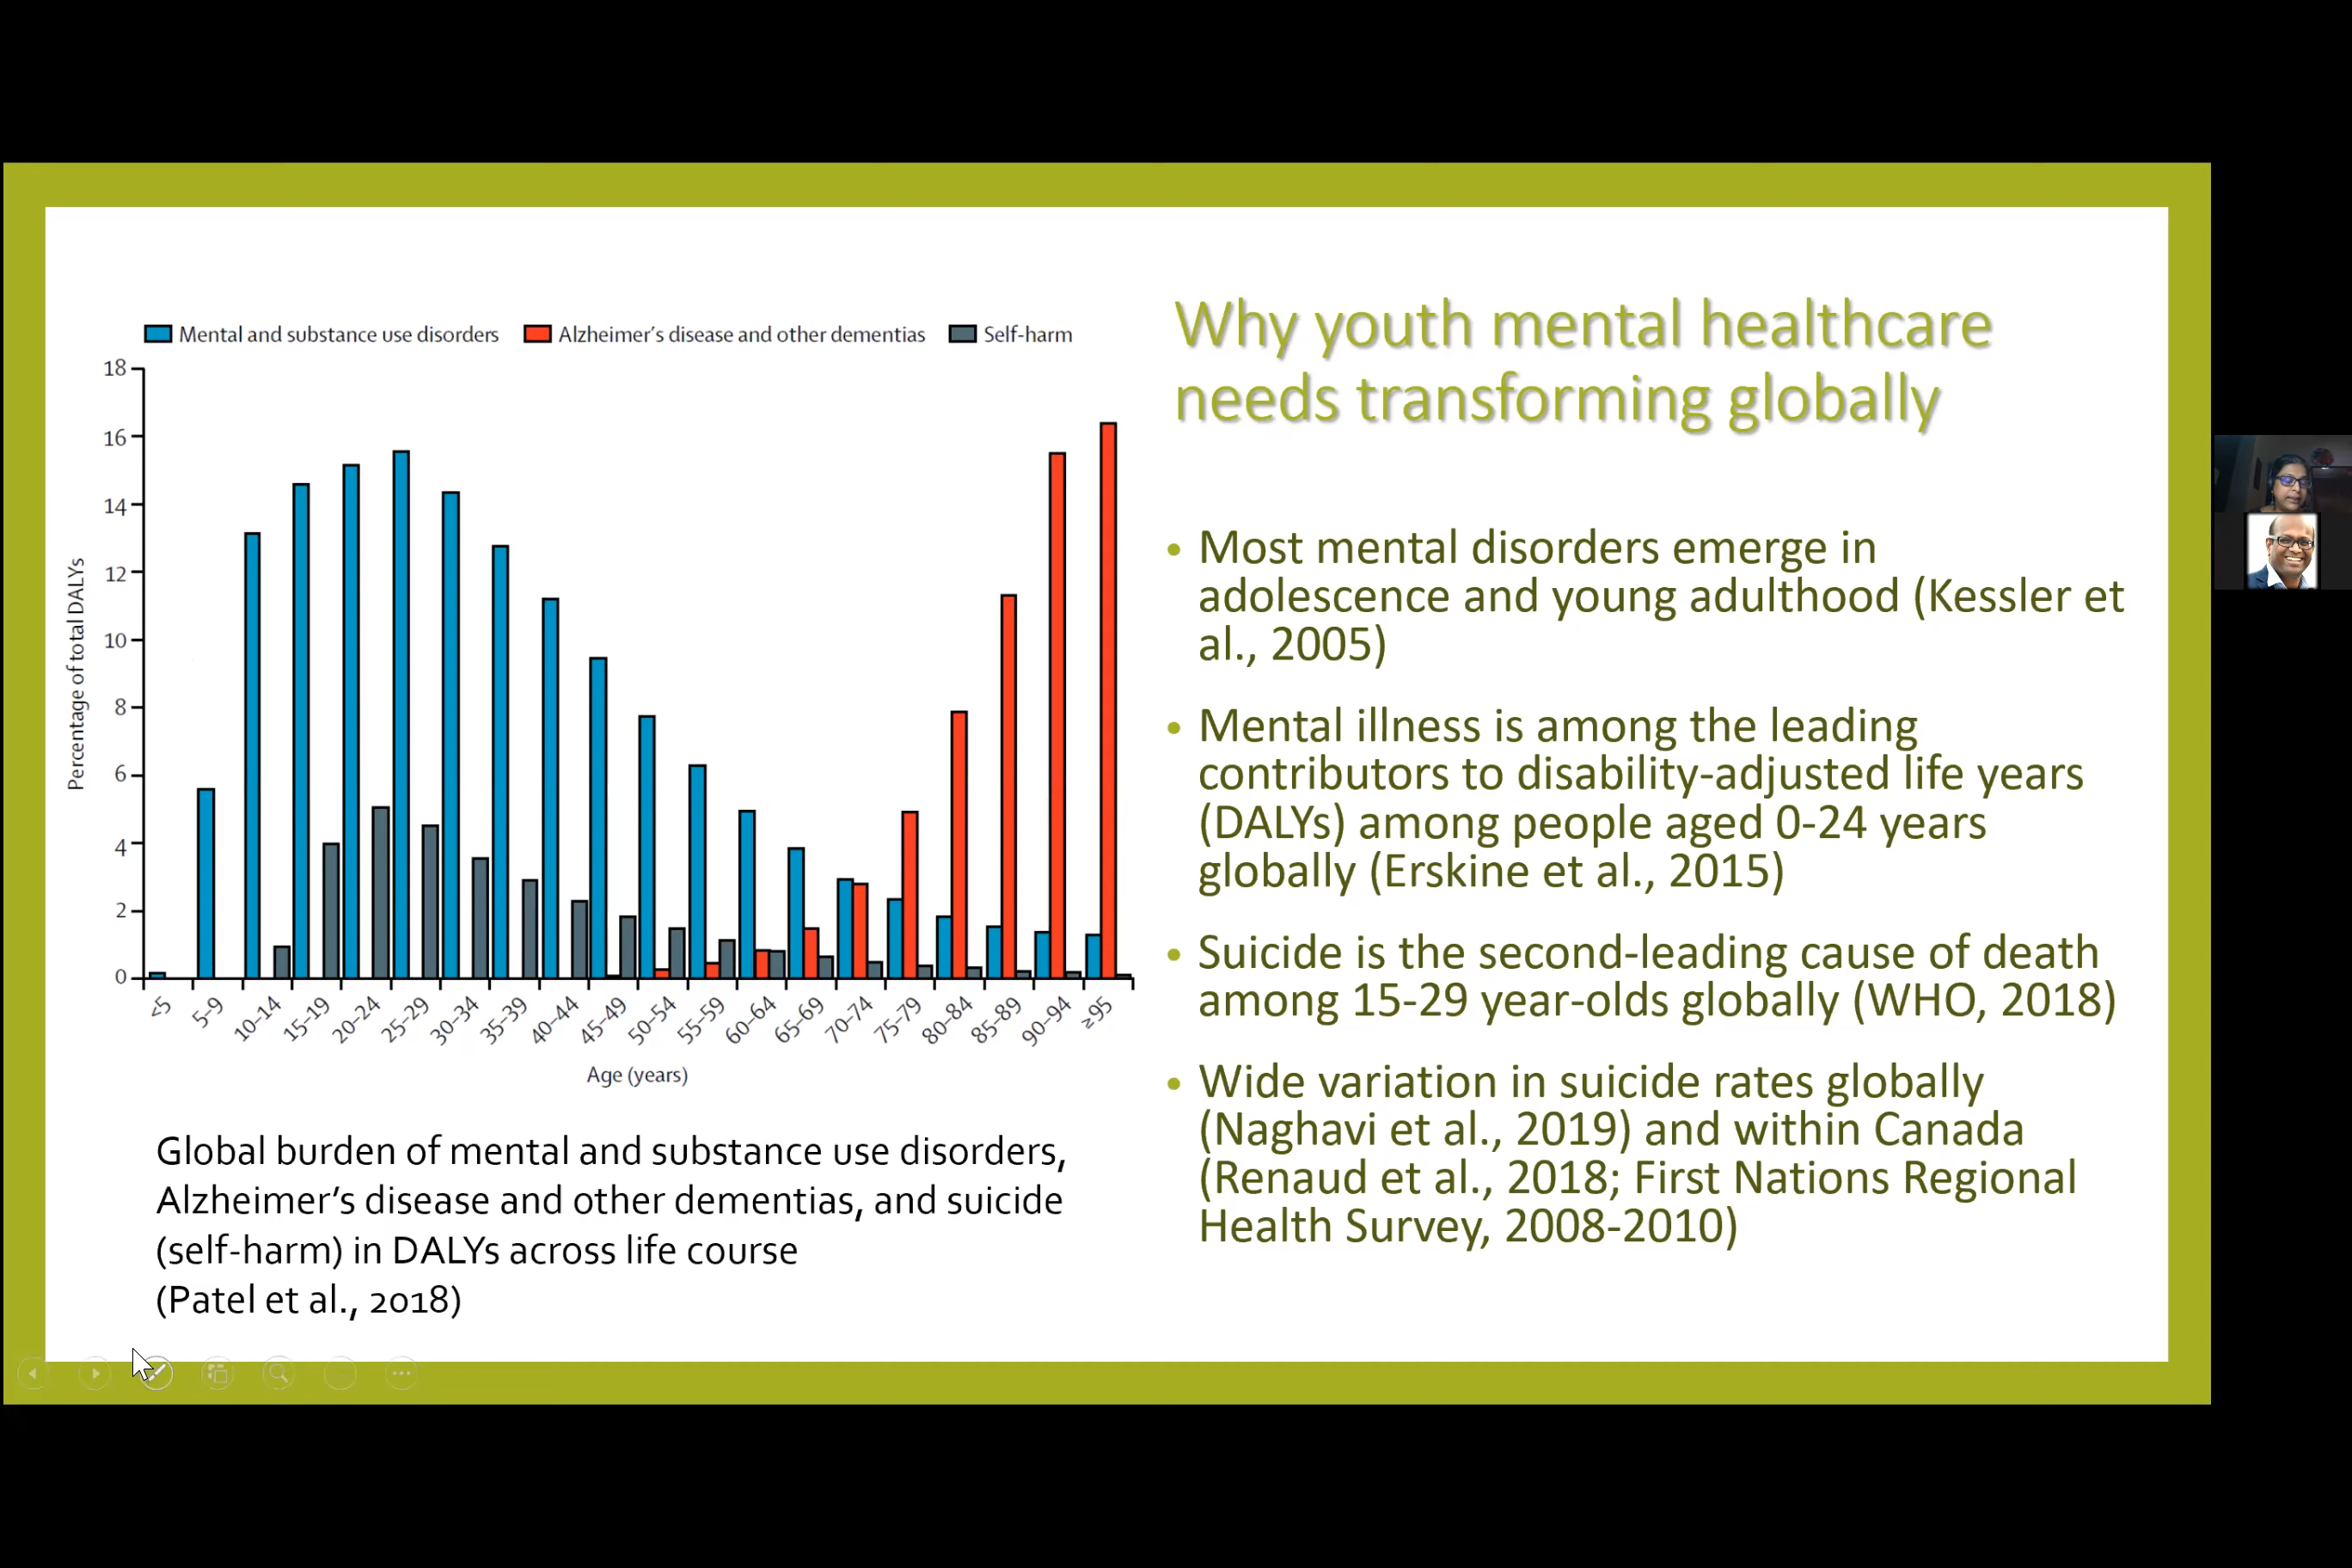 Mental and substance use disorders
Alzheimer's disease and other dementias
Self-harm
18
16
14
12
10
8
6
4
2
0
Percentage of total DALYs
<5
5–9
10–14
15–19
20–24
25–29
30–34
35–39
40–44
45–49
50–54
55–59
60–64
65–69
70–74
75–79
80–84
85–89
90–94
≥95
Age (years)
Global burden of mental and substance use disorders,
Alzheimer's disease and other dementias, and suicide
(self-harm) in DALYs across life course
(Patel et al., 2018)
Why youth mental healthcare
needs transforming globally
• Most mental disorders emerge in
adolescence and young adulthood (Kessler et
al., 2005)
• Mental illness is among the leading
contributors to disability-adjusted life years
(DALYs) among people aged 0-24 years
globally (Erskine et al., 2015)
• Suicide is the second-leading cause of death
among 15-29 year-olds globally (WHO, 2018)
• Wide variation in suicide rates globally
(Naghavi et al., 2019) and within Canada
(Renaud et al., 2018; First Nations Regional
Health Survey, 2008-2010)